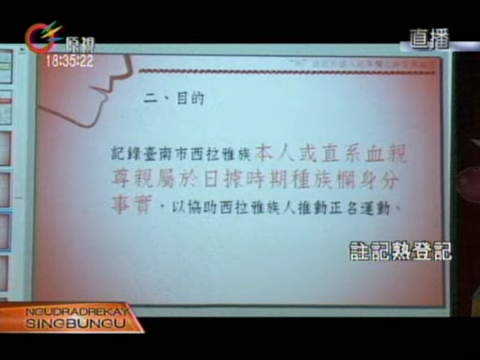 原視
直播
18:35:22
二、目的
記錄臺南市西拉雅族本人或直系血親
尊親屬於日據時期種族欄身分
事實，以協助西拉雅族人推動正名運動。
註記熟登記
NGUDRADREKAY
SINGBUNGU